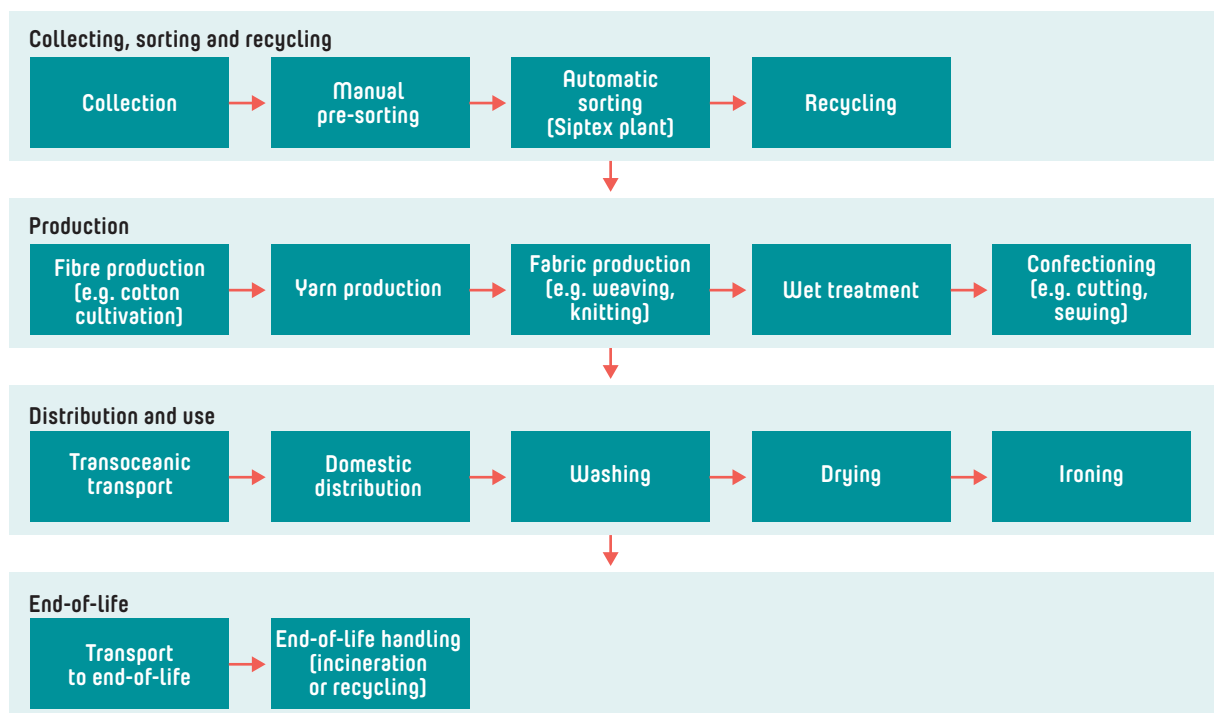 Collecting, sorting and recycling
Collection
Manual
pre-sorting
Automatic
sorting
(Siptex plant)
Recycling
Production
Fibre production
(e.g. cotton
cultivation)
Yarn production
Fabric production
(e.g. weaving,
knitting)
Wet treatment
Confectioning
(e.g. cutting,
sewing)
Distribution and use
Transoceanic
transport
Domestic
distribution
Washing
Drying
Ironing
End-of-life
Transport
to end-of-life
End-of-life handling
(incineration
or recycling)